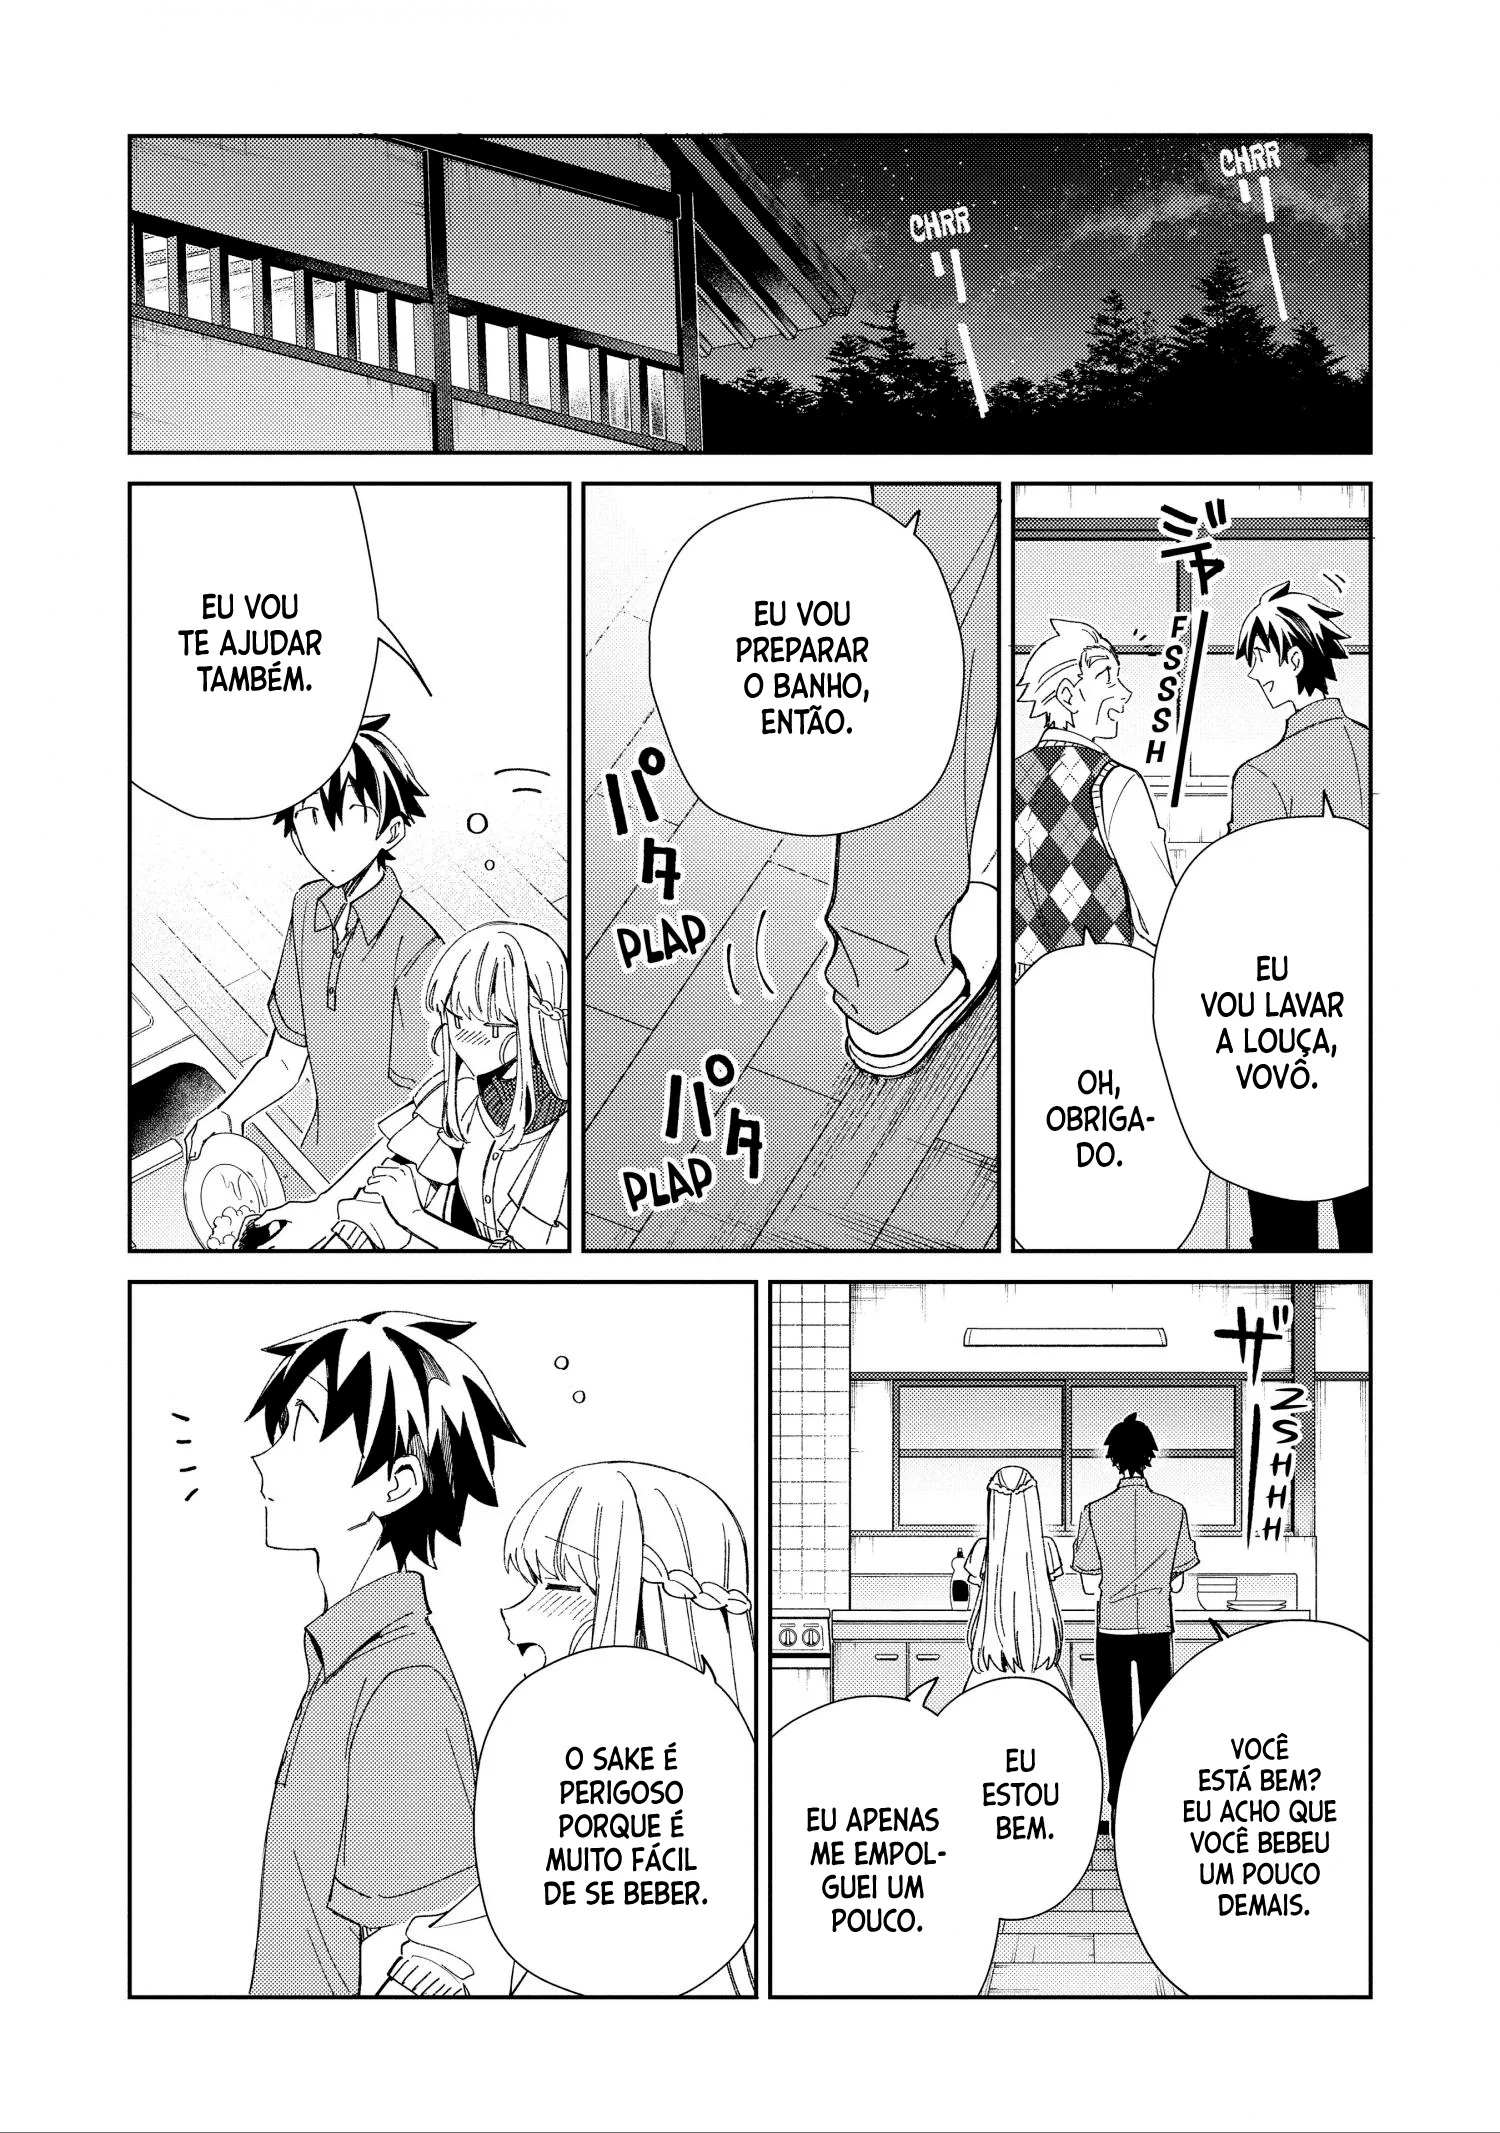 CHRR
CHRR
ジャー
FSSSSH
EU
VOU LAVAR
A LOUÇA,
VOVÔ.
OH,
OBRIGA-
DO.
EU VOU
PREPARAR
O BANHO,
ENTÃO.
パタ
PLAP
パタ
PLAP
EU VOU
TE AJUDAR
TAMBÉM.
ザー
ZSHHHH
VOCÊ
ESTÁ BEM?
EU ACHO QUE
VOCÊ BEBEU
UM POUCO
DEMAIS.
EU
ESTOU
BEM.
EU APENAS
ME EMPOL-
GUEI UM
POUCO.
O SAKE É
PERIGOSO
PORQUE É
MUITO FÁCIL
DE SE BEBER.